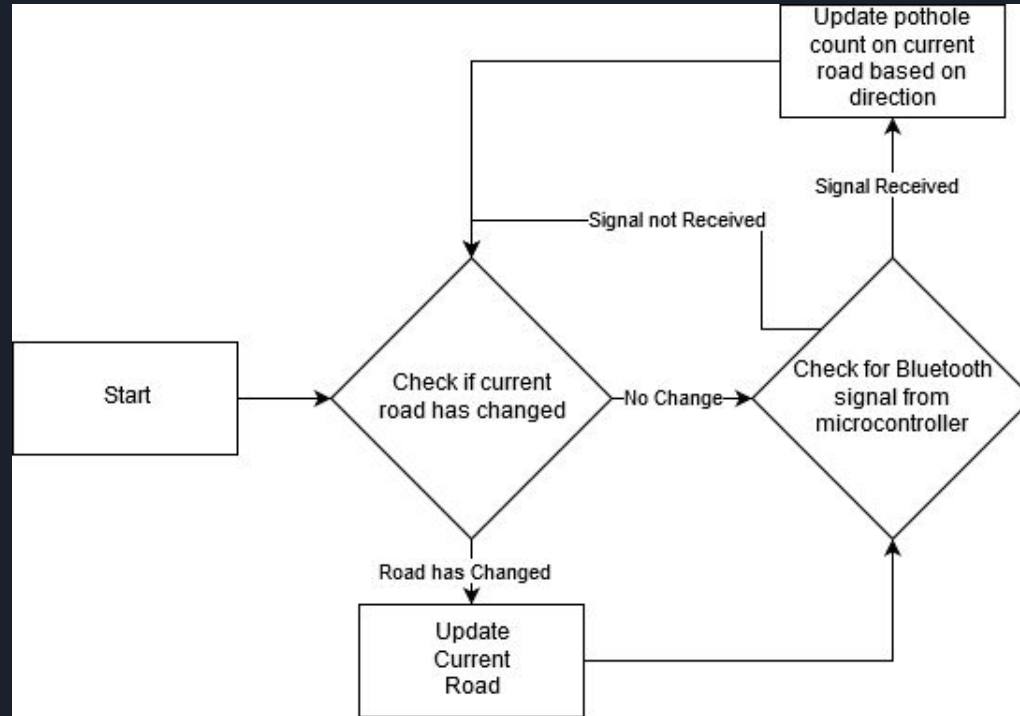 Update pothole
count on current
road based on
direction
Signal Received
Signal not Received
Start
Check if current
road has changed
No Change
Check for Bluetooth
signal from
microcontroller
Road has Changed
Update
Current
Road